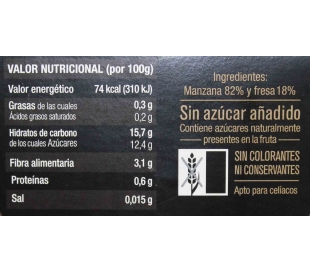 VALOR NUTRICIONAL (por 100g)
Valor energético 74 kcal (310 kJ)
Grasas de las cuales 0,3 g
Ácidos grasos saturados 0,2 g
Hidratos de carbono 15,7 g
de los cuales Azúcares 12,4 g
Fibra alimentaria 3,1 g
Proteínas 0,6 g
Sal 0,015 g
Ingredientes:
Manzana 82% y fresa 18%
Sin azúcar añadido
Contiene azúcares naturalmente
presentes en la fruta
SIN COLORANTES
NI CONSERVANTES
Apto para celíacos